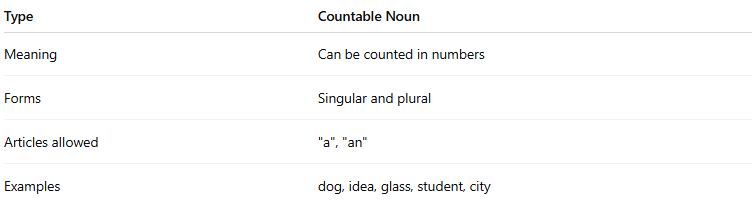 Type Countable Noun
Meaning Can be counted in numbers
Forms Singular and plural
Articles allowed "a", "an"
Examples dog, idea, glass, student, city